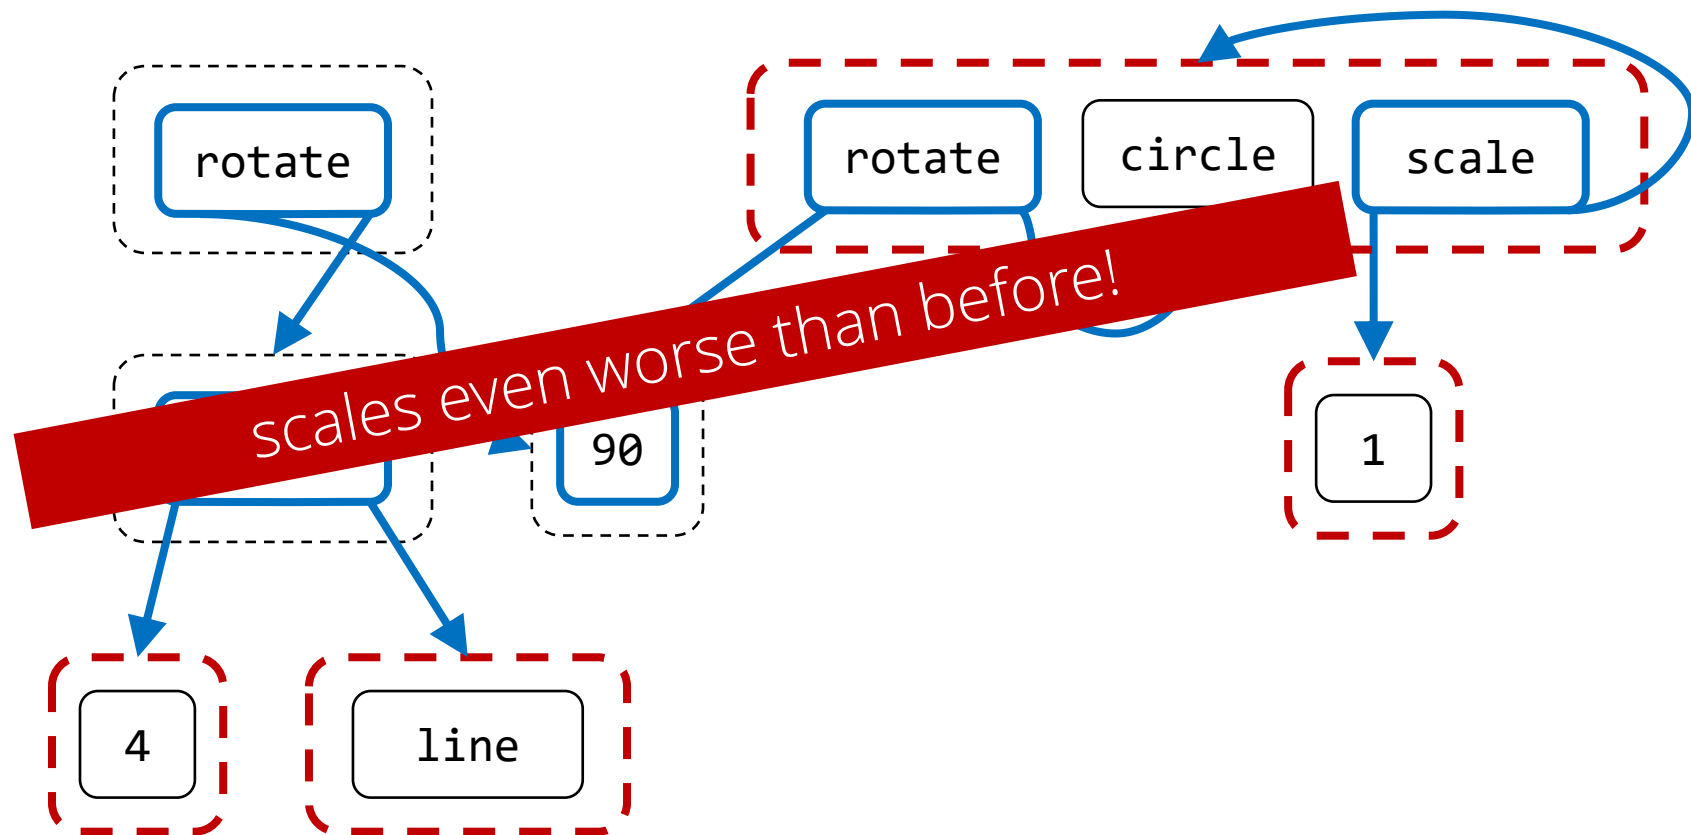 rotate
rotate
circle
scale
scales even worse than before!
90
1
4
line